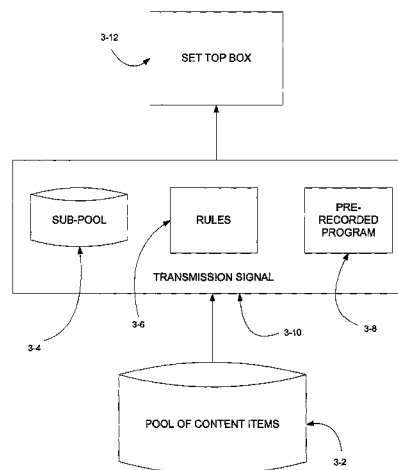 3-12
SET TOP BOX
SUB-POOL
RULES
PRE-
RECORDED
PROGRAM
TRANSMISSION SIGNAL
3-4
3-6
3-10
3-8
POOL OF CONTENT ITEMS
3-2